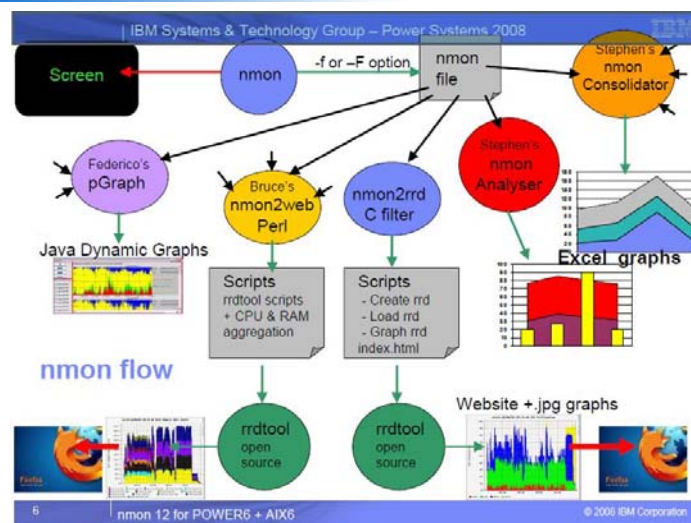 | IBM Systems & Technology Group – Power Systems 2008
IBM
Screen
nmon
-f or –F option
nmon
file
Stephen's
nmon
Consolidator
Federico's
pGraph
Bruce's
nmon2web
Perl
nmon2rrd
C filter
Stephen's
nmon
Analyser
Java Dynamic Graphs
Excel graphs
Scripts
rrdtool scripts
+ CPU & RAM
aggregation
Scripts
- Create rrd
- Load rrd
- Graph rrd
index.html
nmon flow
rrdtool
open
source
rrdtool
open
source
Website +.jpg graphs
6
nmon 12 for POWER6 + AIX6
© 2008 IBM Corporation